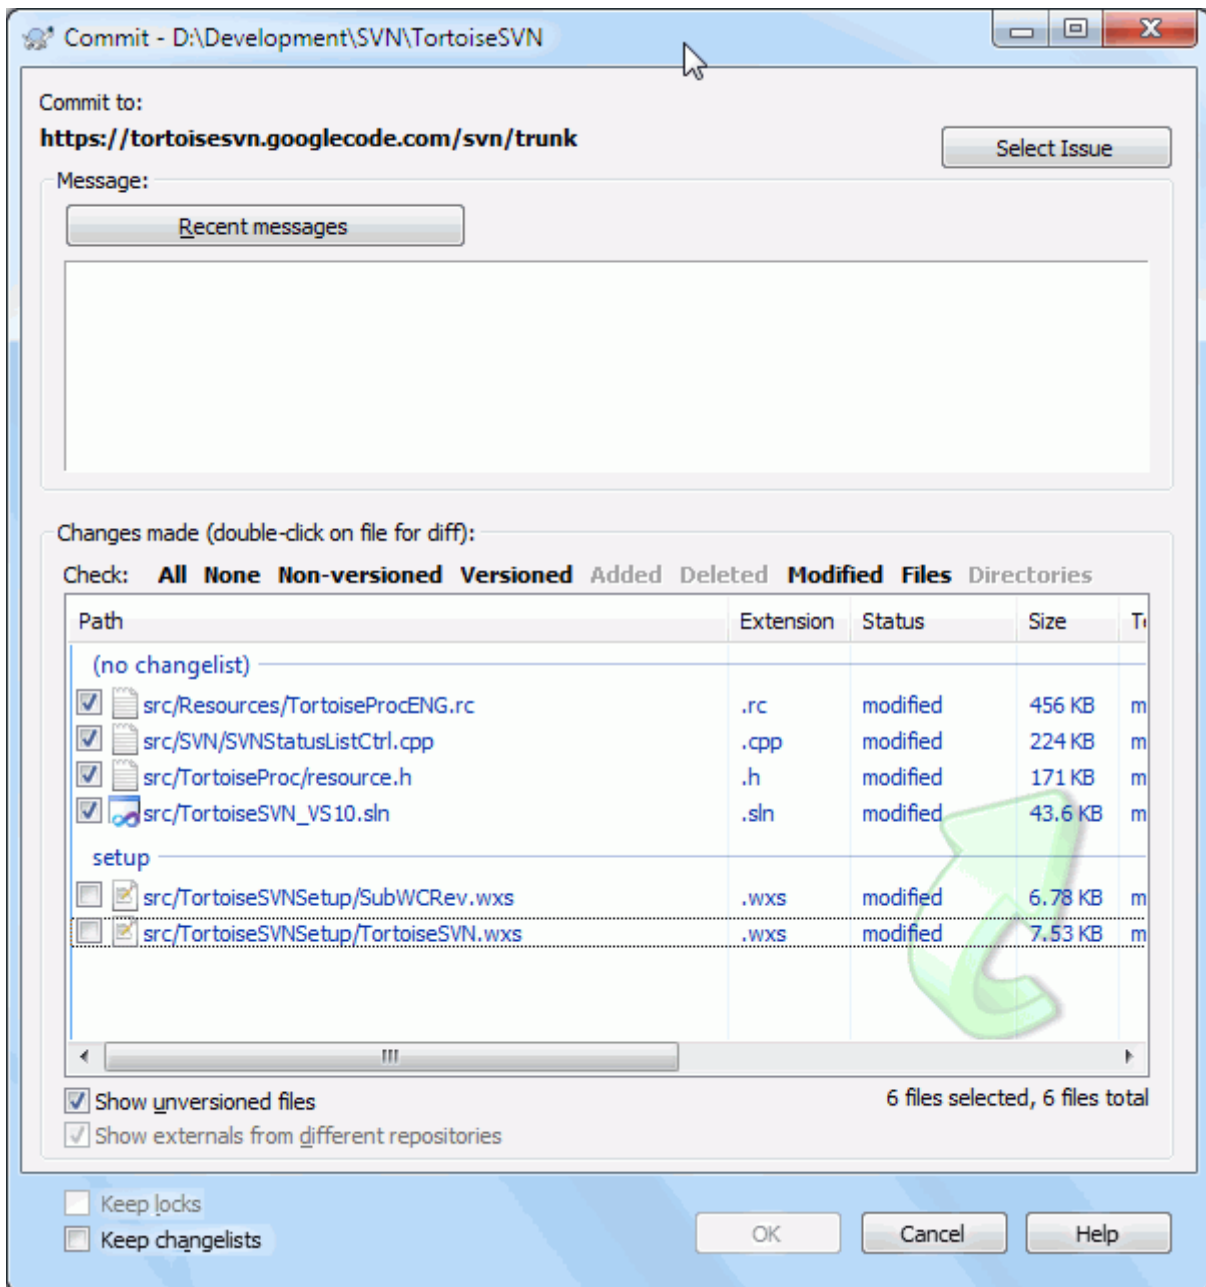 Commit - D:\Development\SVN\TortoiseSVN
Commit to:
https://tortoisesvn.googlecode.com/svn/trunk
Select Issue
Message:
Recent messages
Changes made (double-click on file for diff):
Check: All None Non-versioned Versioned Added Deleted Modified Files Directories
Path Extension Status Size
(no changelist)
src/Resources/TortoiseProcENG.rc .rc modified 456 KB m
src/SVN/SVNStatusListCtrl.cpp .cpp modified 224 KB m
src/TortoiseProc/resource.h .h modified 171 KB m
src/TortoiseSVN_VS10.sln .sln modified 43.6 KB m
setup
src/TortoiseSVNSetup/SubWCRev.wxs .wxs modified 6.78 KB m
src/TortoiseSVNSetup/TortoiseSVN.wxs .wxs modified 7.53 KB m
Show unversioned files 6 files selected, 6 files total
Show externals from different repositories
Keep locks
Keep changelists
OK Cancel Help